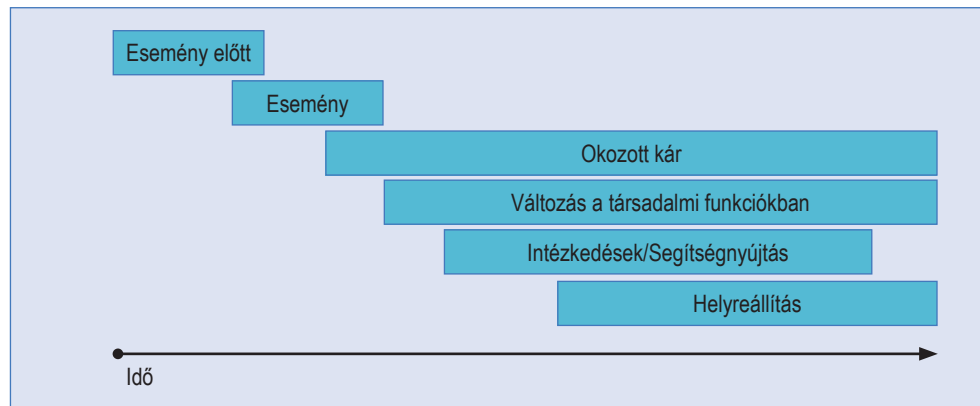 Esemény előtt
Esemény
Okozott kár
Változás a társadalmi funkciókban
Intézkedések/Segítségnyújtás
Helyreállítás
Idő